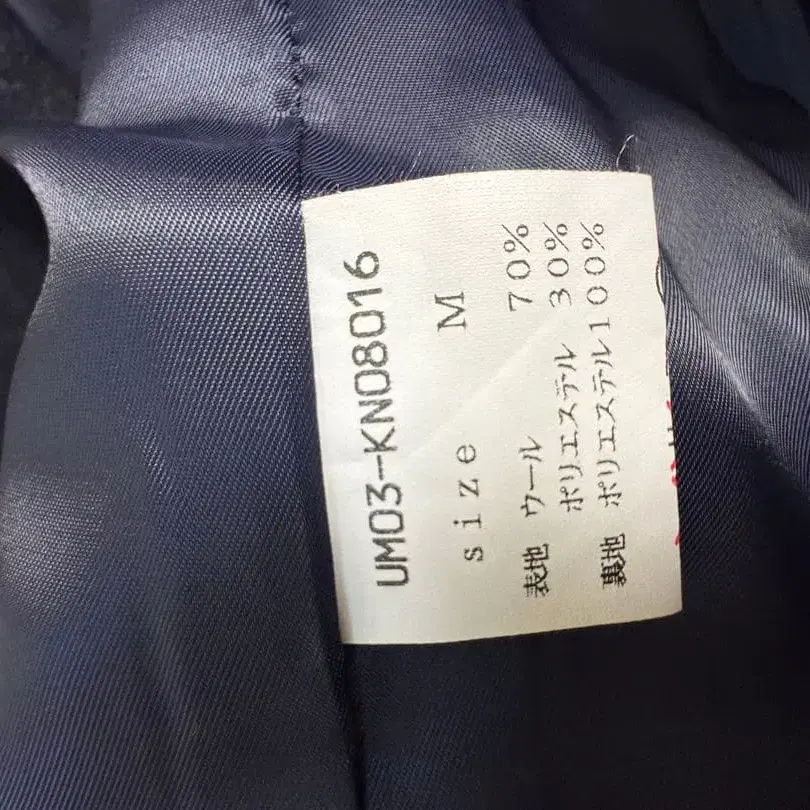 UM03-KN08016
size M
表地 ウール 70%
ポリエステル 30%
裏地 ポリエステル100%